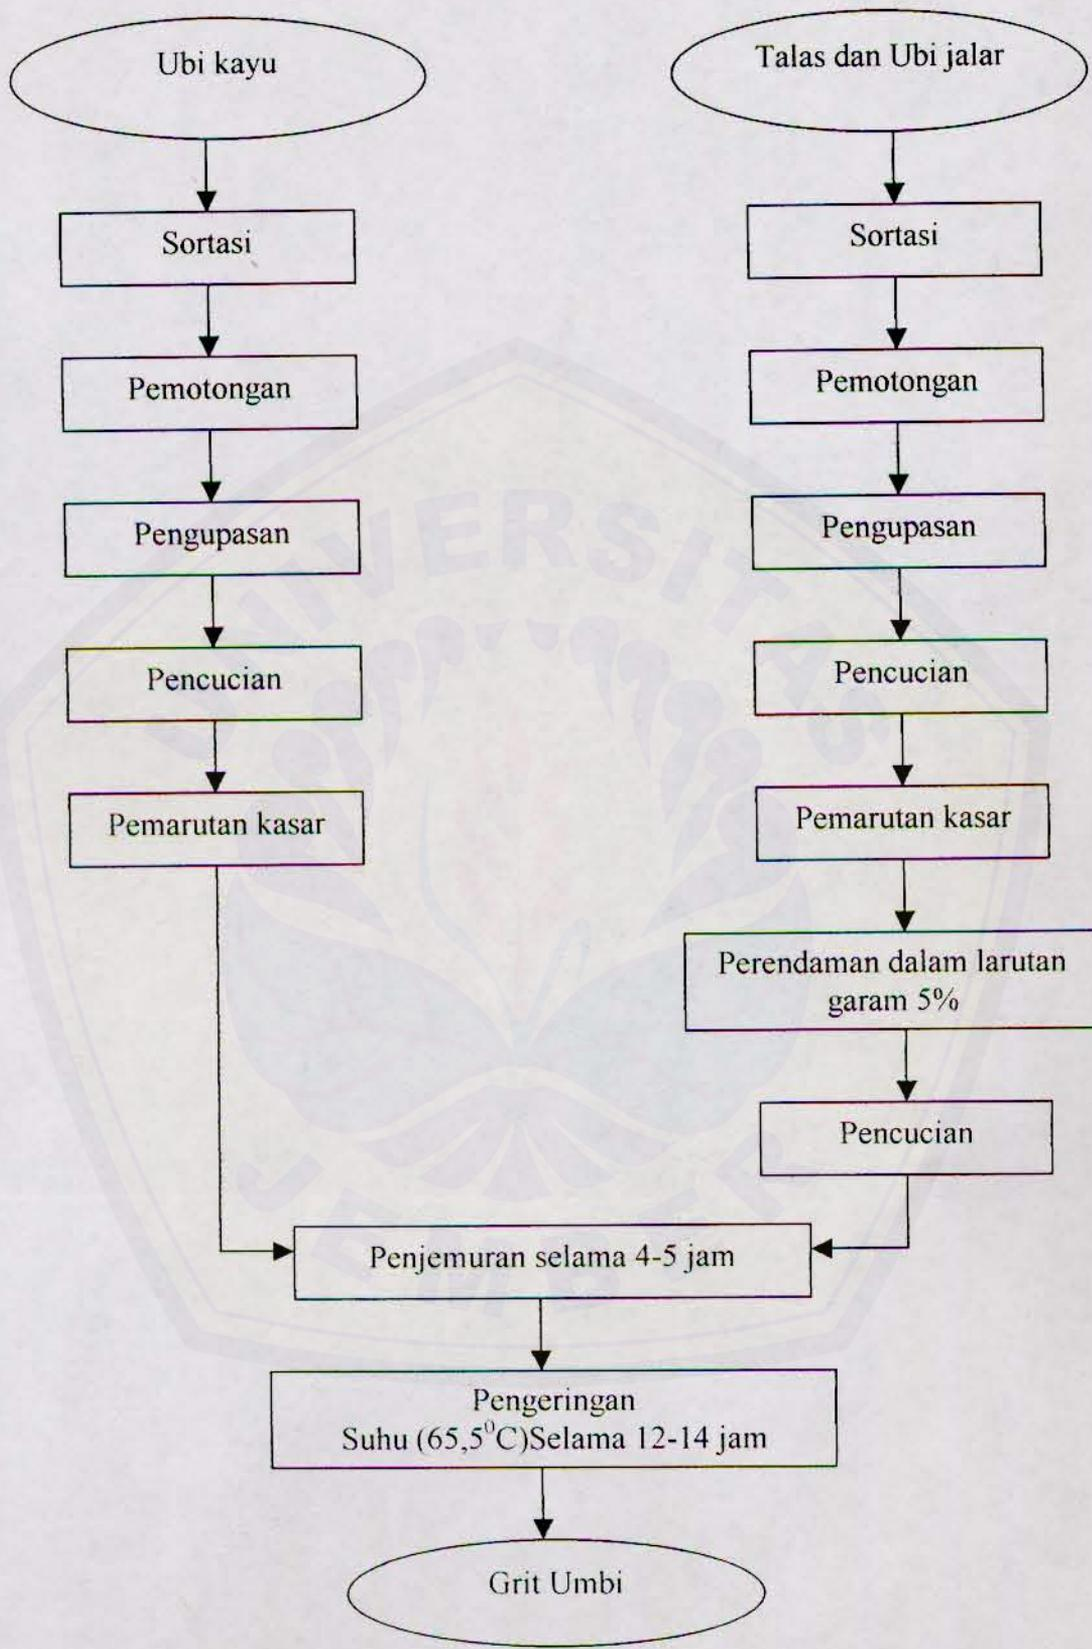 Ubi kayu
Sortasi
Pemotongan
Pengupasan
Pencucian
Pemarutan kasar
Talas dan Ubi jalar
Sortasi
Pemotongan
Pengupasan
Pencucian
Pemarutan kasar
Perendaman dalam larutan
garam 5%
Pencucian
Penjemuran selama 4-5 jam
Pengeringan
Suhu (65,5⁰C)Selama 12-14 jam
Grit Umbi
UNIVERSITAS
JEMBER